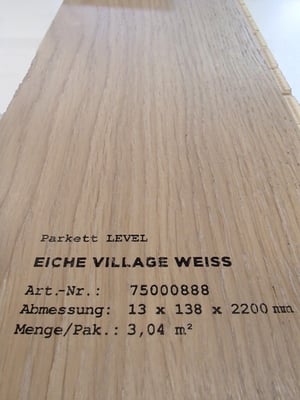 Parkett LEVEL
EICHE VILLAGE WEISS
Art.-Nr.: 75000888
Abmessung: 13 x 138 x 2200 mm
Menge/Pak.: 3,04 m²